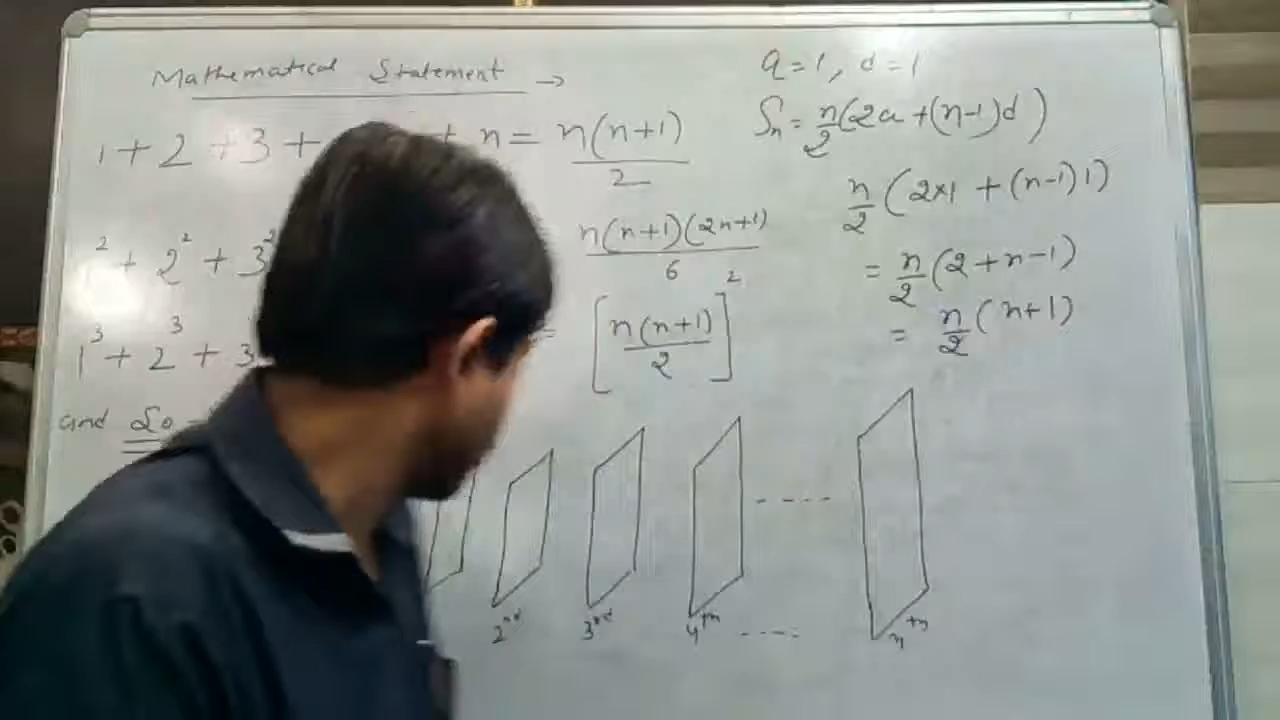 Mathematical Statement →
1 + 2 + 3 + + n = n(n+1)/2
1² + 2² + 3² n(n+1)(2n+1)/6
1³ + 2³ + 3 = [n(n+1)/2]²
and So
a=1, d=1
Sn = n/2(2a+(n-1)d)
n/2(2×1 + (n-1)1)
= n/2(2+n-1)
= n/2(n+1)
----
2nd 3rd 4th ---- nth